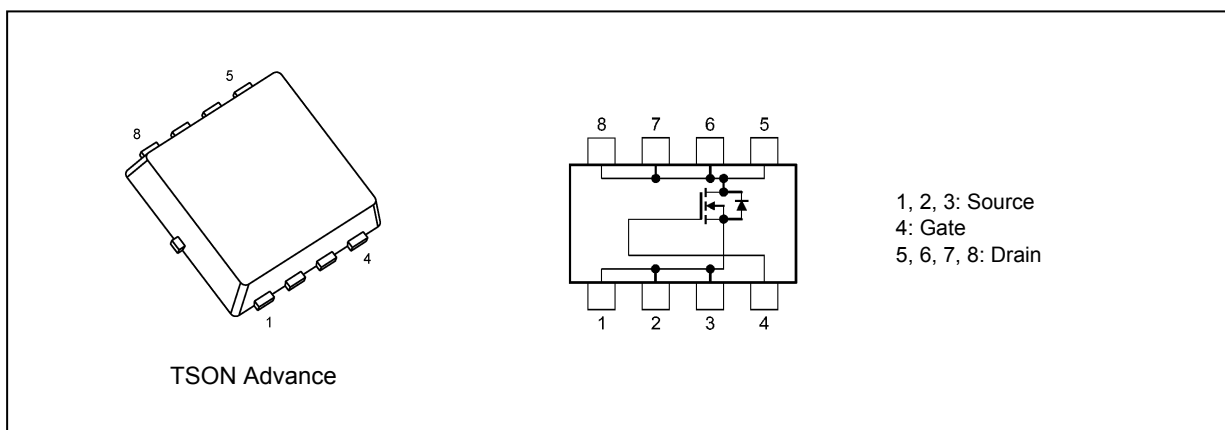 5
8
4
1
TSON Advance
8 7 6 5
1 2 3 4
1, 2, 3: Source
4: Gate
5, 6, 7, 8: Drain